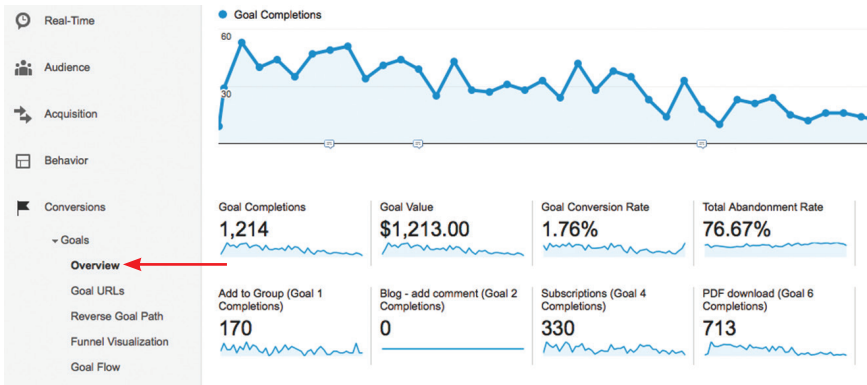 Real-Time
Audience
Acquisition
Behavior
Conversions
Goals
Overview
Goal URLs
Reverse Goal Path
Funnel Visualization
Goal Flow
Goal Completions
60
30
Goal Completions
1,214
Goal Value
$1,213.00
Goal Conversion Rate
1.76%
Total Abandonment Rate
76.67%
Add to Group (Goal 1
Completions)
170
Blog - add comment (Goal 2
Completions)
0
Subscriptions (Goal 4
Completions)
330
PDF download (Goal 6
Completions)
713